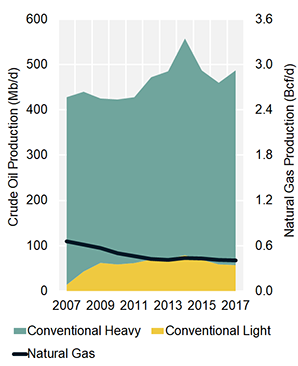 Crude Oil Production (Mb/d)
600
500
400
300
200
100
0
3.6
3.0
2.4
1.8
1.2
0.6
0.0
Natural Gas Production (Bcf/d)
2007 2009 2011 2013 2015 2017
Conventional Heavy Conventional Light
Natural Gas